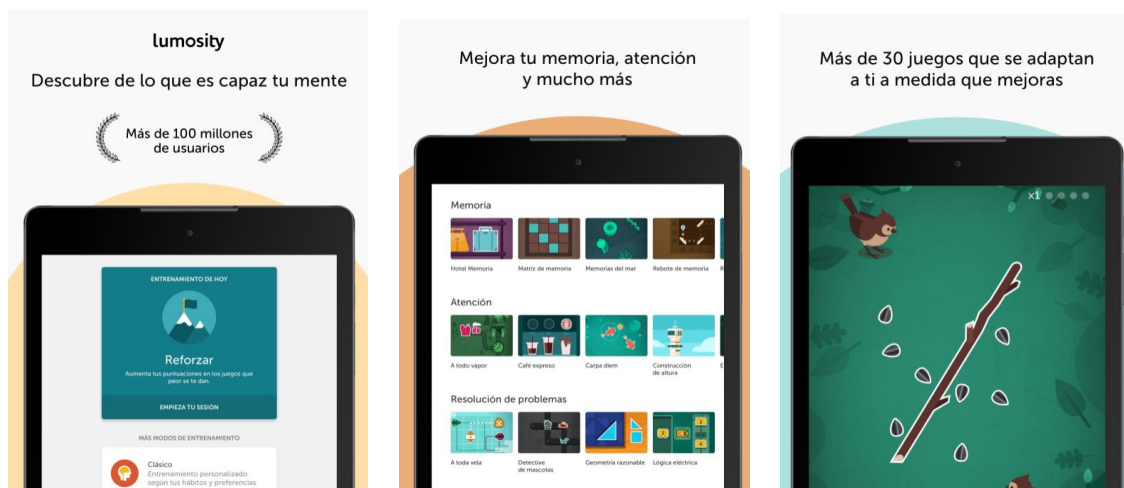 lumosity
Descubre de lo que es capaz tu mente
Más de 100 millones
de usuarios
ENTRENAMIENTO DE HOY
Reforzar
Aumenta tus puntuaciones en los juegos que
peor se te dan.
EMPIEZA TU SESIÓN
MÁS MODOS DE ENTRENAMIENTO
Clásico
Entrenamiento personalizado
según tus hábitos y preferencias
Mejora tu memoria, atención
y mucho más
Memoria
Hotel Memoria
Matriz de memoria
Memorias del mar
Rebote de memoria
Atención
A todo vapor
Café expreso
Carpa diem
Construcción
de altura
Resolución de problemas
A toda vela
Detective
de mascotas
Geometría razonable
Lógica eléctrica
Más de 30 juegos que se adaptan
a ti a medida que mejoras
x1